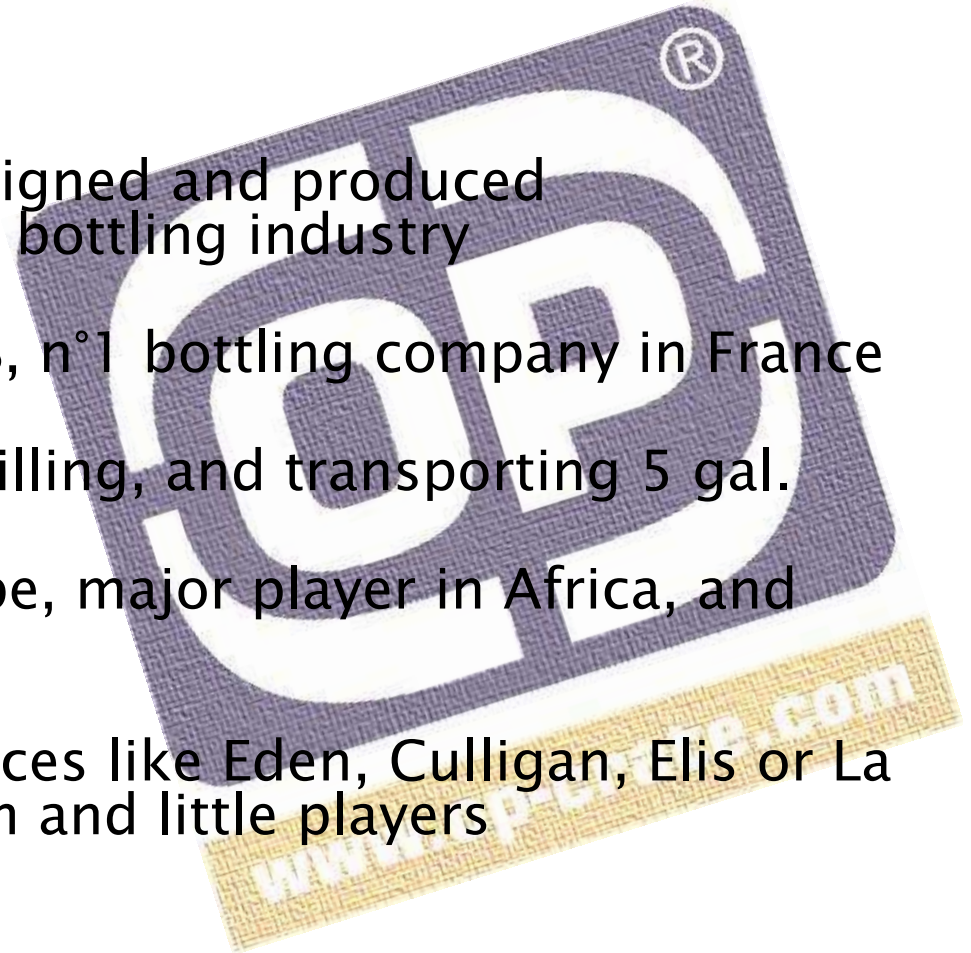 ®
igned and produced
bottling industry
, n°1 bottling company in France
OP
illing, and transporting 5 gal.
e, major player in Africa, and
ces like Eden, Culligan, Elis or La
and little players